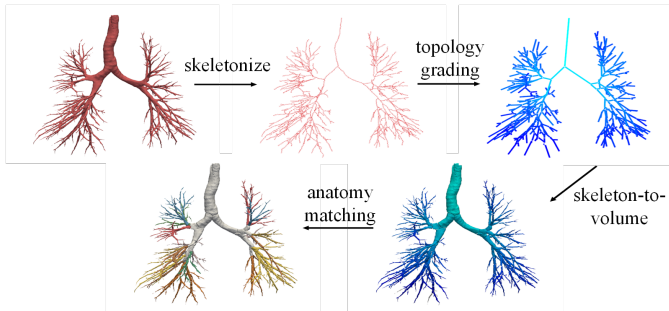 skeletonize
topology
grading
skeleton-to-
volume
anatomy
matching